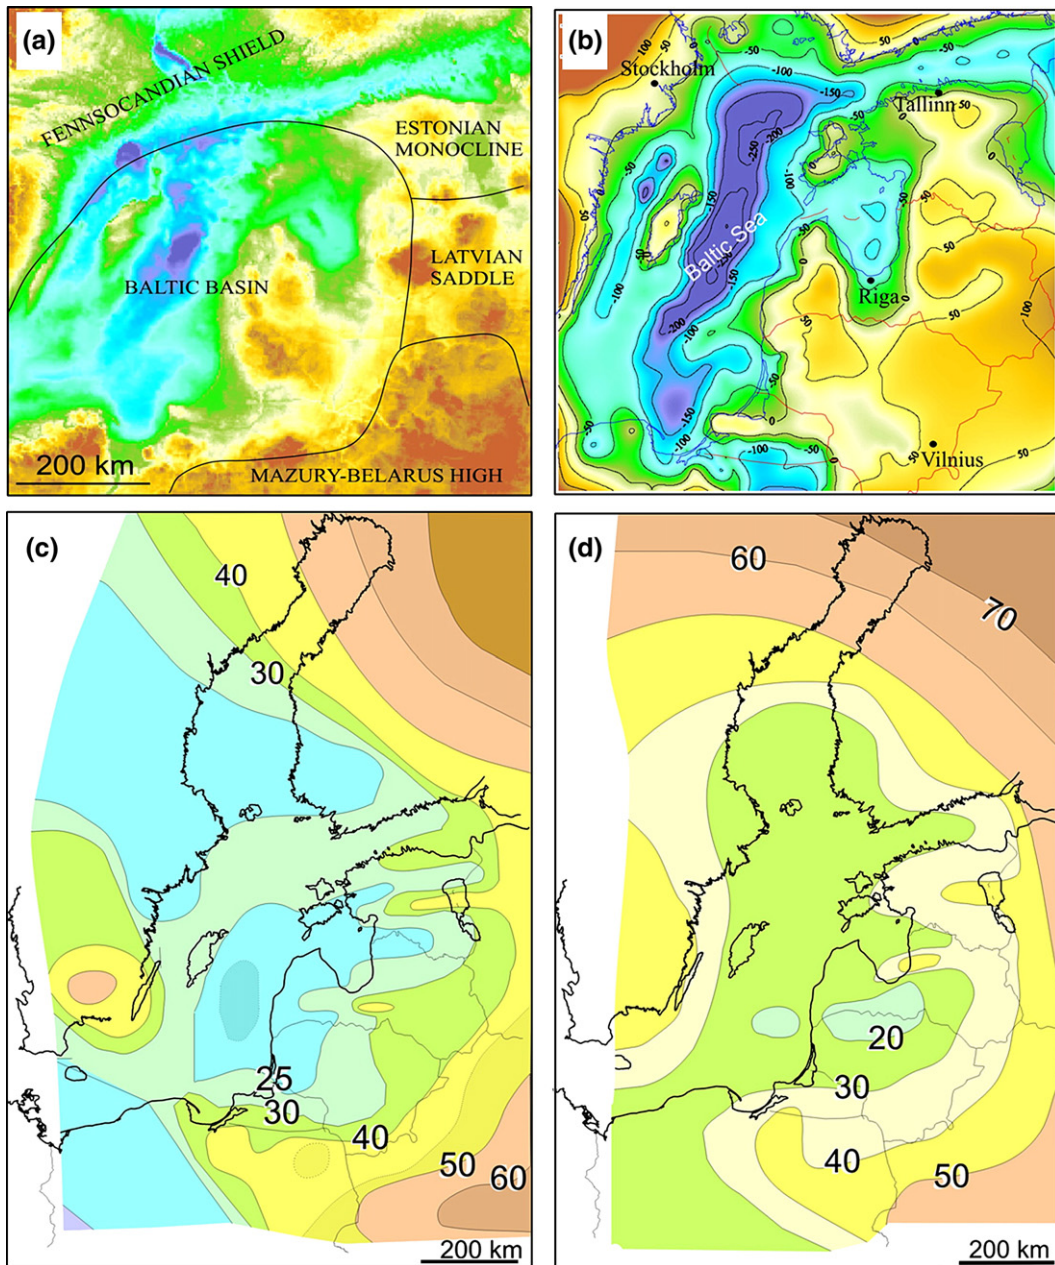 (a)
FENNSOCANDIAN SHIELD
ESTONIAN
MONOCLINE
LATVIAN
SADDLE
BALTIC BASIN
200 km
MAZURY-BELARUS HIGH
(b)
Stockholm
Tallinn
Baltic Sea
Riga
Vilnius
100
50
0
-50
-100
-150
-200
-250
(c)
40
30
25
30
40
50
60
200 km
(d)
60
70
20
30
40
50
200 km